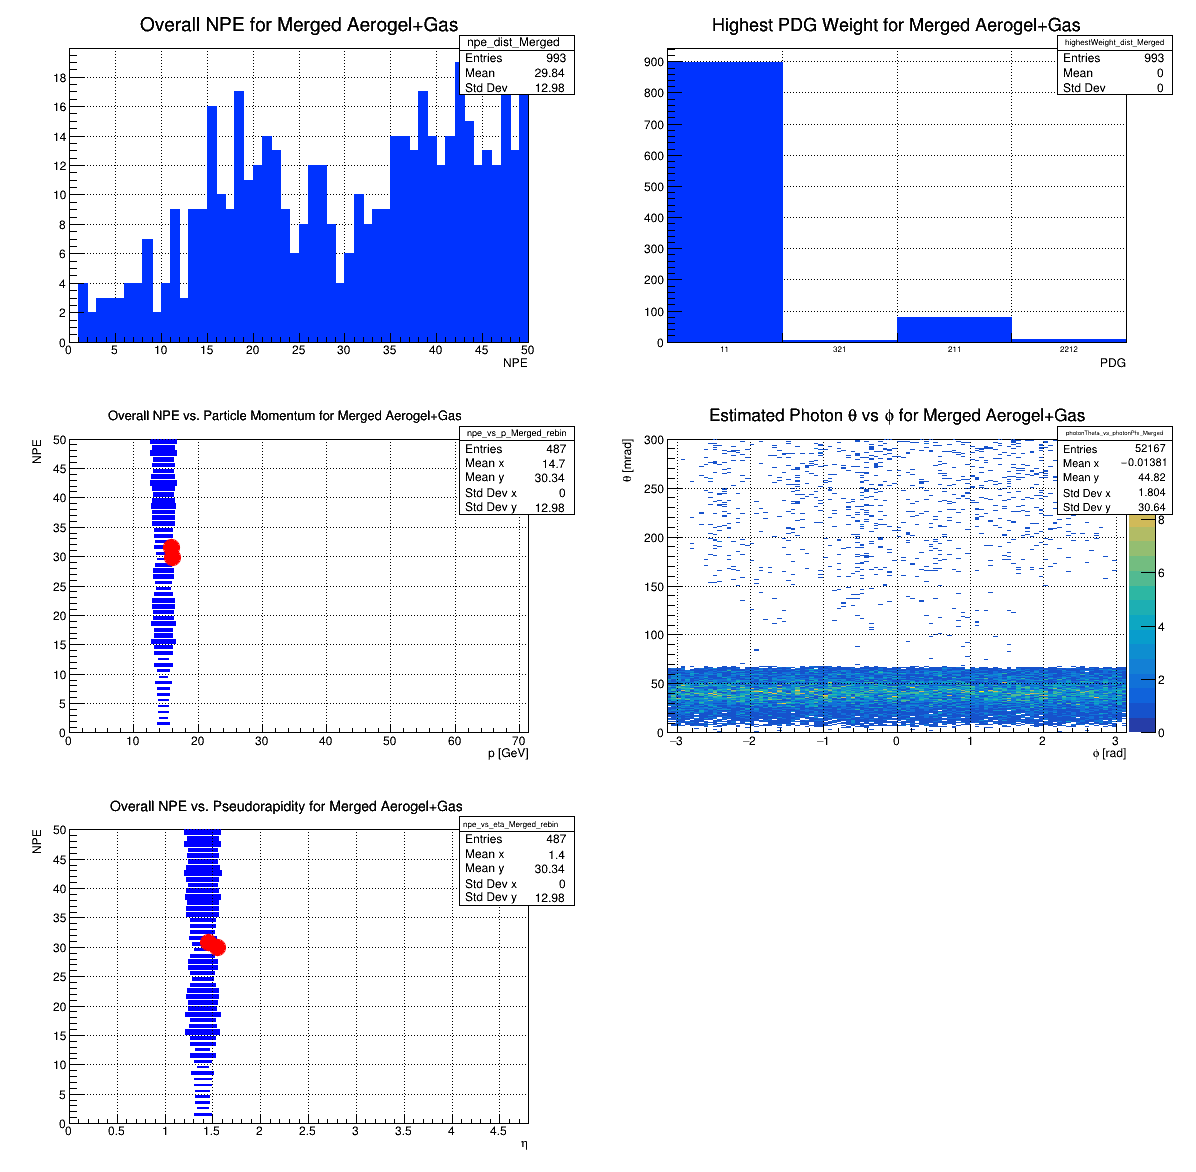 Overall NPE for Merged Aerogel+Gas
npe_dist_Merged
Entries 993
Mean 29.84
Std Dev 12.98
18
16
14
12
10
8
6
4
2
0
0 5 10 15 20 25 30 35 40 45 50
NPE
Highest PDG Weight for Merged Aerogel+Gas
highestWeight_dist_Merged
Entries 993
Mean 0
Std Dev 0
900
800
700
600
500
400
300
200
100
0
11 321 211 2212
PDG
Overall NPE vs. Particle Momentum for Merged Aerogel+Gas
npe_vs_p_Merged_rebin
Entries 487
Mean x 14.7
Mean y 30.34
Std Dev x 0
Std Dev y 12.98
NPE
50
45
40
35
30
25
20
15
10
5
0
0 10 20 30 40 50 60 70
p [GeV]
Estimated Photon θ vs ϕ for Merged Aerogel+Gas
photonTheta_vs_photonPhi_Merged
Entries 52167
Mean x −0.01381
Mean y 44.82
Std Dev x 1.804
Std Dev y 30.64
θ [mrad]
300
250
200
150
100
50
0
−3 −2 −1 0 1 2 3
ϕ [rad]
8
6
4
2
0
Overall NPE vs. Pseudorapidity for Merged Aerogel+Gas
npe_vs_eta_Merged_rebin
Entries 487
Mean x 1.4
Mean y 30.34
Std Dev x 0
Std Dev y 12.98
NPE
50
45
40
35
30
25
20
15
10
5
0
0 0.5 1 1.5 2 2.5 3 3.5 4 4.5
η